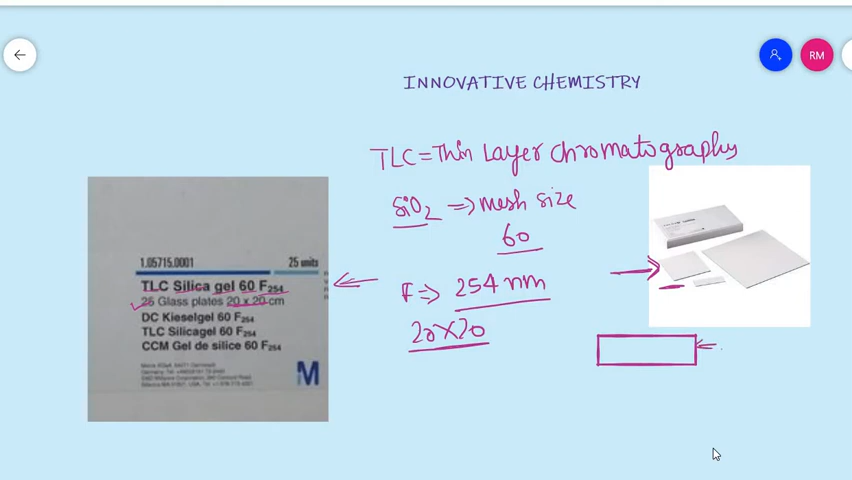 RM
INNOVATIVE CHEMISTRY
TLC=Thin Layer chromatography
SiO2 => mesh size
60
F => 254 nm
20X20
1.05715.0001 25 units
TLC Silica gel 60 F254
25 Glass plates 20 x 20 cm
DC Kieselgel 60 F254
TLC Silicagel 60 F254
CCM Gel de silice 60 F254
M